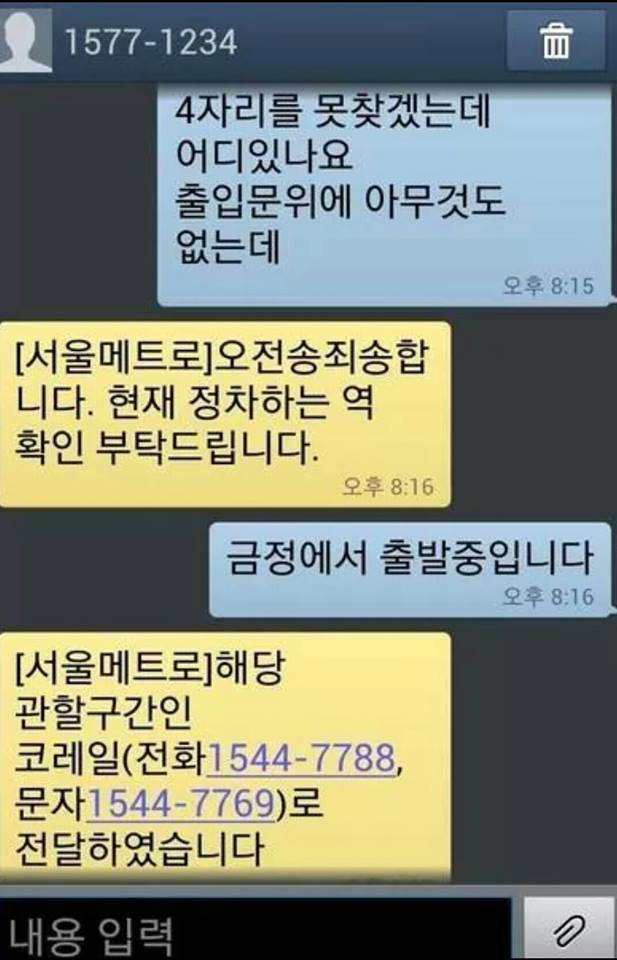 1577-1234
4자리를 못찾겠는데
어디있나요
출입문위에 아무것도
없는데
오후 8:15
[서울메트로]오전송죄송합
니다. 현재 정차하는 역
확인 부탁드립니다.
오후 8:16
금정에서 출발중입니다
오후 8:16
[서울메트로]해당
관할구간인
코레일(전화1544-7788,
문자1544-7769)로
전달하였습니다
내용 입력